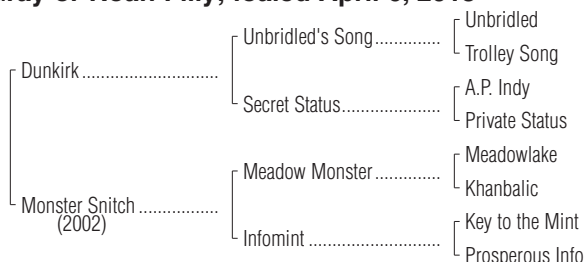 Unbridled
Unbridled's Song..............
Trolley Song
Dunkirk.............................
A.P. Indy
Secret Status.....................
Private Status
Meadowlake
Meadow Monster..............
Khanbalic
Monster Snitch .................
(2002)
Key to the Mint
Infomint ............................
Prosperous Info